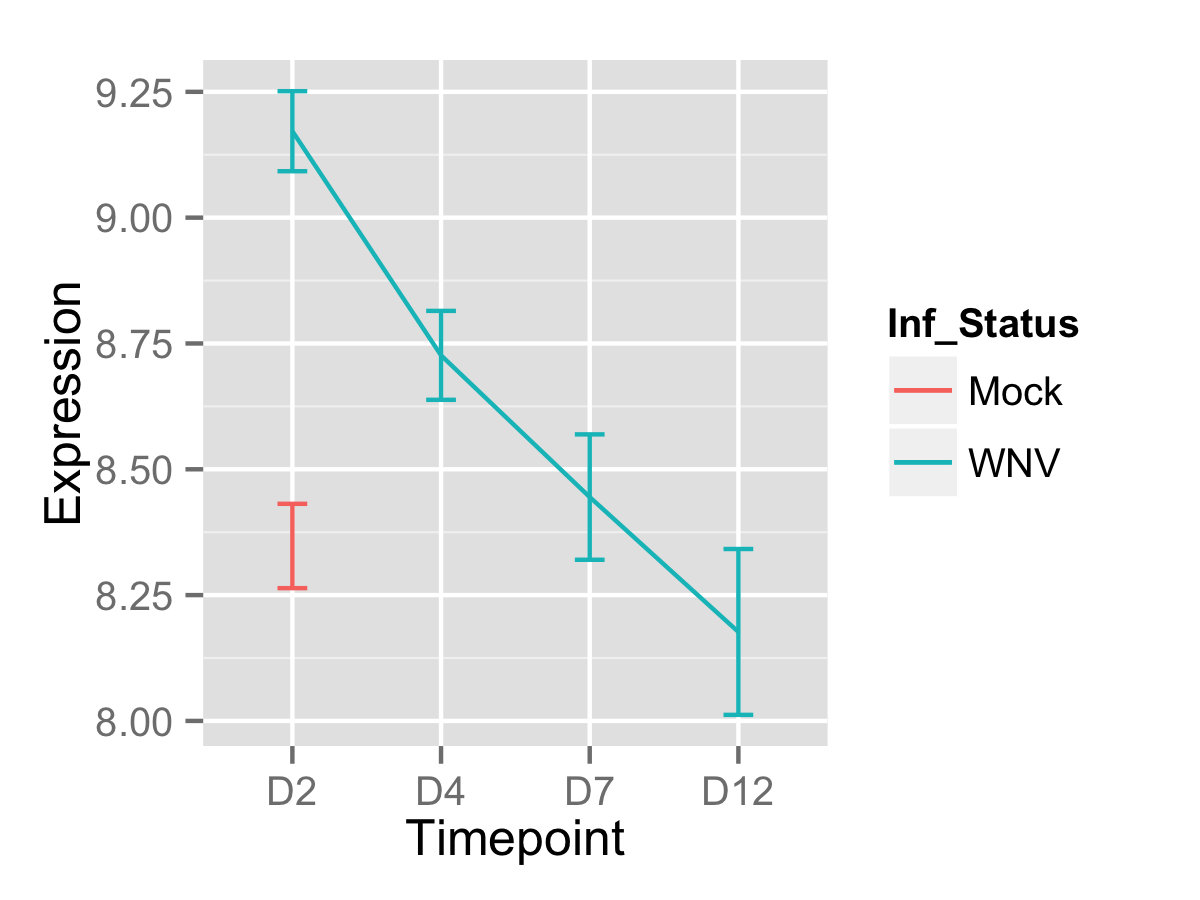 9.25
9.00
8.75
8.50
8.25
8.00
Expression
D2 D4 D7 D12
Timepoint
Inf_Status
Mock
WNV